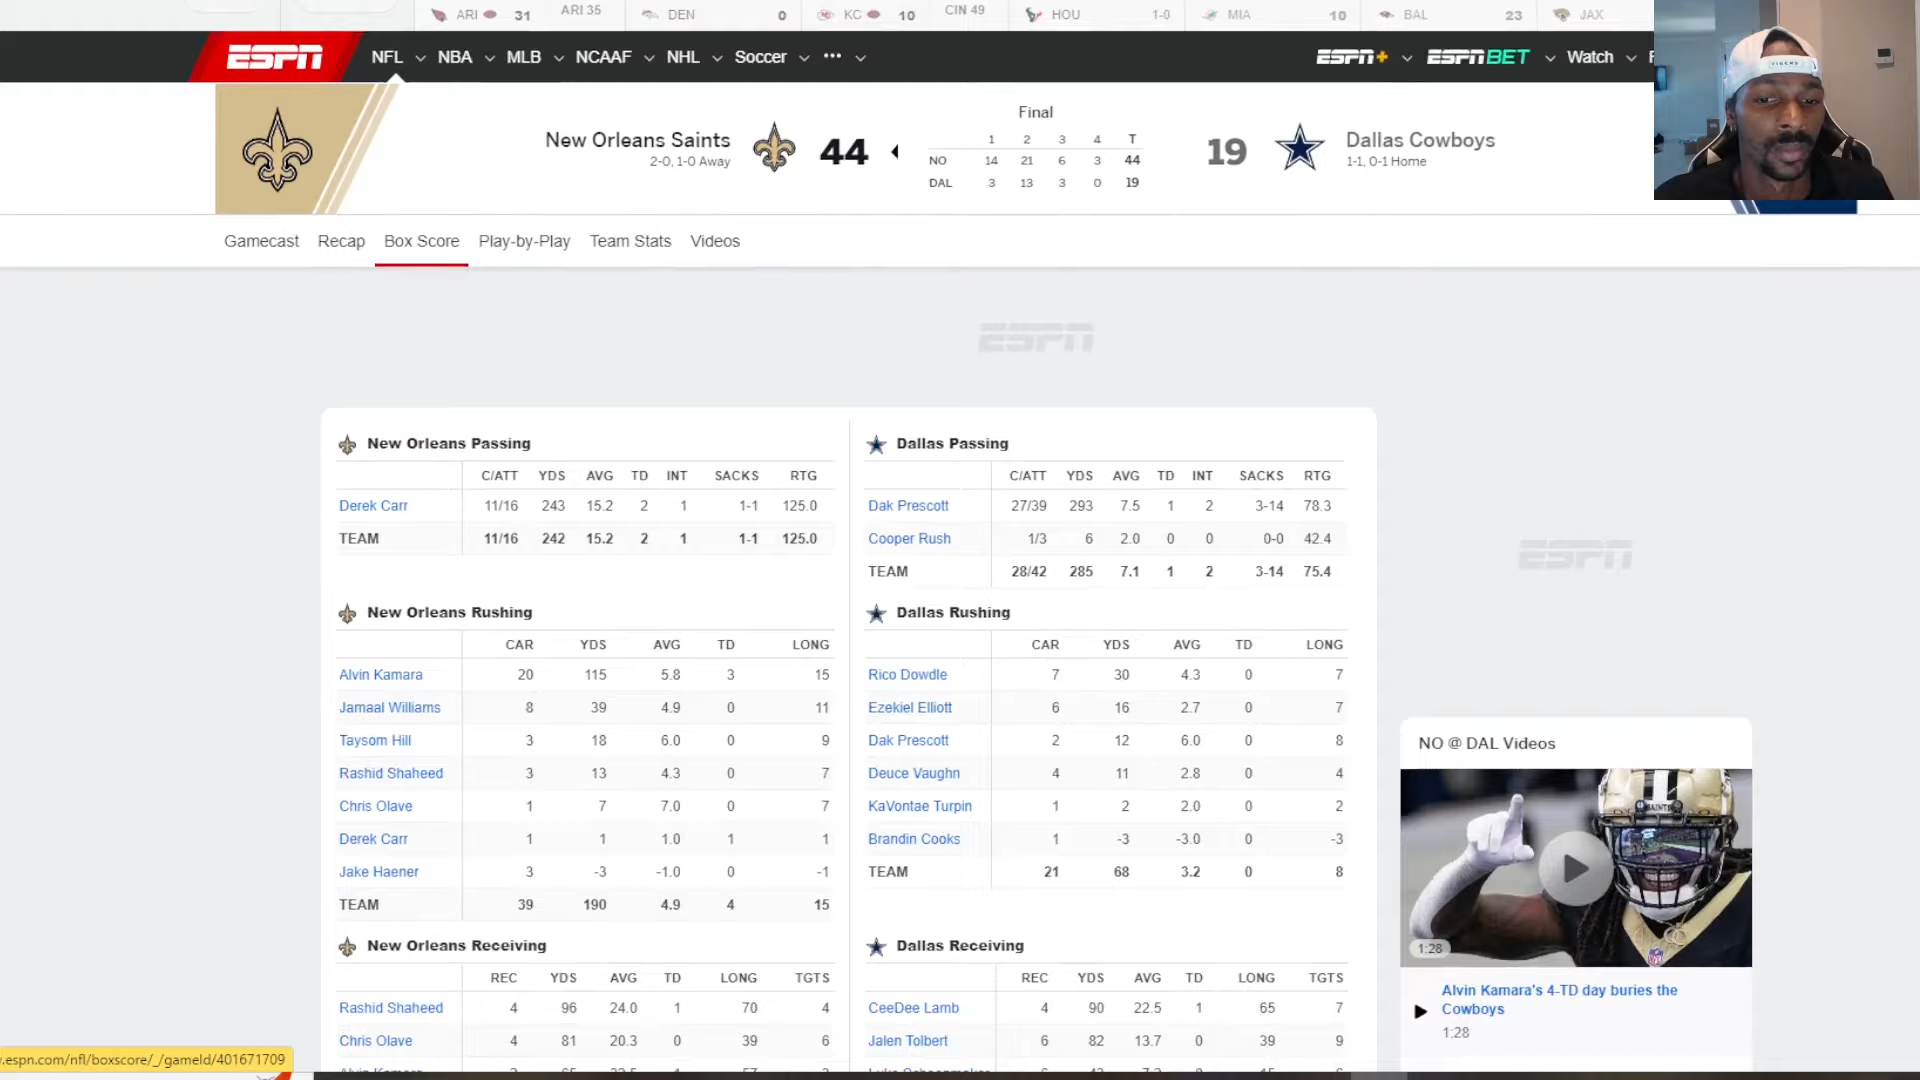 ARI 31 ARI 35 DEN 0 KC 10 CIN 49 HOU 1-0 MIA 10 BAL 23 JAX
ESPN NFL NBA MLB NCAAF NHL Soccer ••• ESPN+ ESPN BET Watch
TIGERS
Final
New Orleans Saints 44 19 Dallas Cowboys
2-0, 1-0 Away 1-1, 0-1 Home
1 2 3 4 T
NO 14 21 6 3 44
DAL 3 13 3 0 19
Gamecast Recap Box Score Play-by-Play Team Stats Videos
ESPN
ESPN
New Orleans Passing
C/ATT YDS AVG TD INT SACKS RTG
Derek Carr 11/16 243 15.2 2 1 1-1 125.0
TEAM 11/16 242 15.2 2 1 1-1 125.0
Dallas Passing
C/ATT YDS AVG TD INT SACKS RTG
Dak Prescott 27/39 293 7.5 1 2 3-14 78.3
Cooper Rush 1/3 6 2.0 0 0 0-0 42.4
TEAM 28/42 285 7.1 1 2 3-14 75.4
New Orleans Rushing
CAR YDS AVG TD LONG
Alvin Kamara 20 115 5.8 3 15
Jamaal Williams 8 39 4.9 0 11
Taysom Hill 3 18 6.0 0 9
Rashid Shaheed 3 13 4.3 0 7
Chris Olave 1 7 7.0 0 7
Derek Carr 1 1 1.0 1 1
Jake Haener 3 -3 -1.0 0 -1
TEAM 39 190 4.9 4 15
Dallas Rushing
CAR YDS AVG TD LONG
Rico Dowdle 7 30 4.3 0 7
Ezekiel Elliott 6 16 2.7 0 7
Dak Prescott 2 12 6.0 0 8
Deuce Vaughn 4 11 2.8 0 4
KaVontae Turpin 1 2 2.0 0 2
Brandin Cooks 1 -3 -3.0 0 -3
TEAM 21 68 3.2 0 8
New Orleans Receiving
REC YDS AVG TD LONG TGTS
Rashid Shaheed 4 96 24.0 1 70 4
Chris Olave 4 81 20.3 0 39 6
Dallas Receiving
REC YDS AVG TD LONG TGTS
CeeDee Lamb 4 90 22.5 1 65 7
Jalen Tolbert 6 82 13.7 0 39 9
NO @ DAL Videos
SAINTS
NFL
1:28
Alvin Kamara's 4-TD day buries the
Cowboys
1:28
.espn.com/nfl/boxscore/_/gameId/401671709